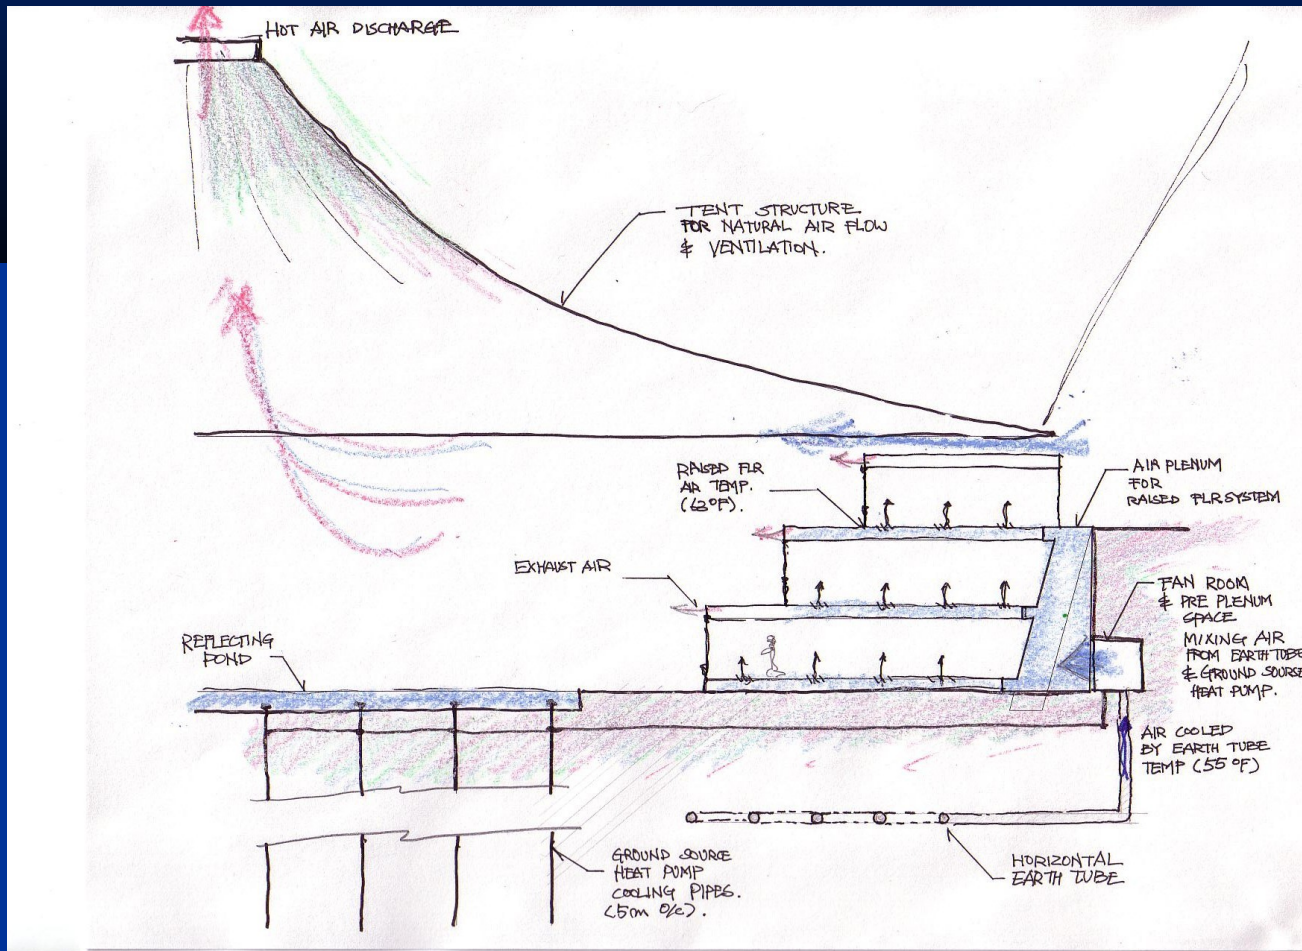 HOT AIR DISCHARGE
TENT STRUCTURE
FOR NATURAL AIR FLOW
& VENTILATION.
RAISED FLR
AIR TEMP.
(63°F).
AIR PLENUM
FOR
RAISED FLR SYSTEM
EXHAUST AIR
FAN ROOM
& PRE PLENUM
SPACE
MIXING AIR
FROM EARTH TUBE
& GROUND SOURCE
HEAT PUMP.
REFLECTING
POND
AIR COOLED
BY EARTH TUBE
TEMP (55°F)
GROUND SOURCE
HEAT PUMP
COOLING PIPES.
(5m o/c).
HORIZONTAL
EARTH TUBE